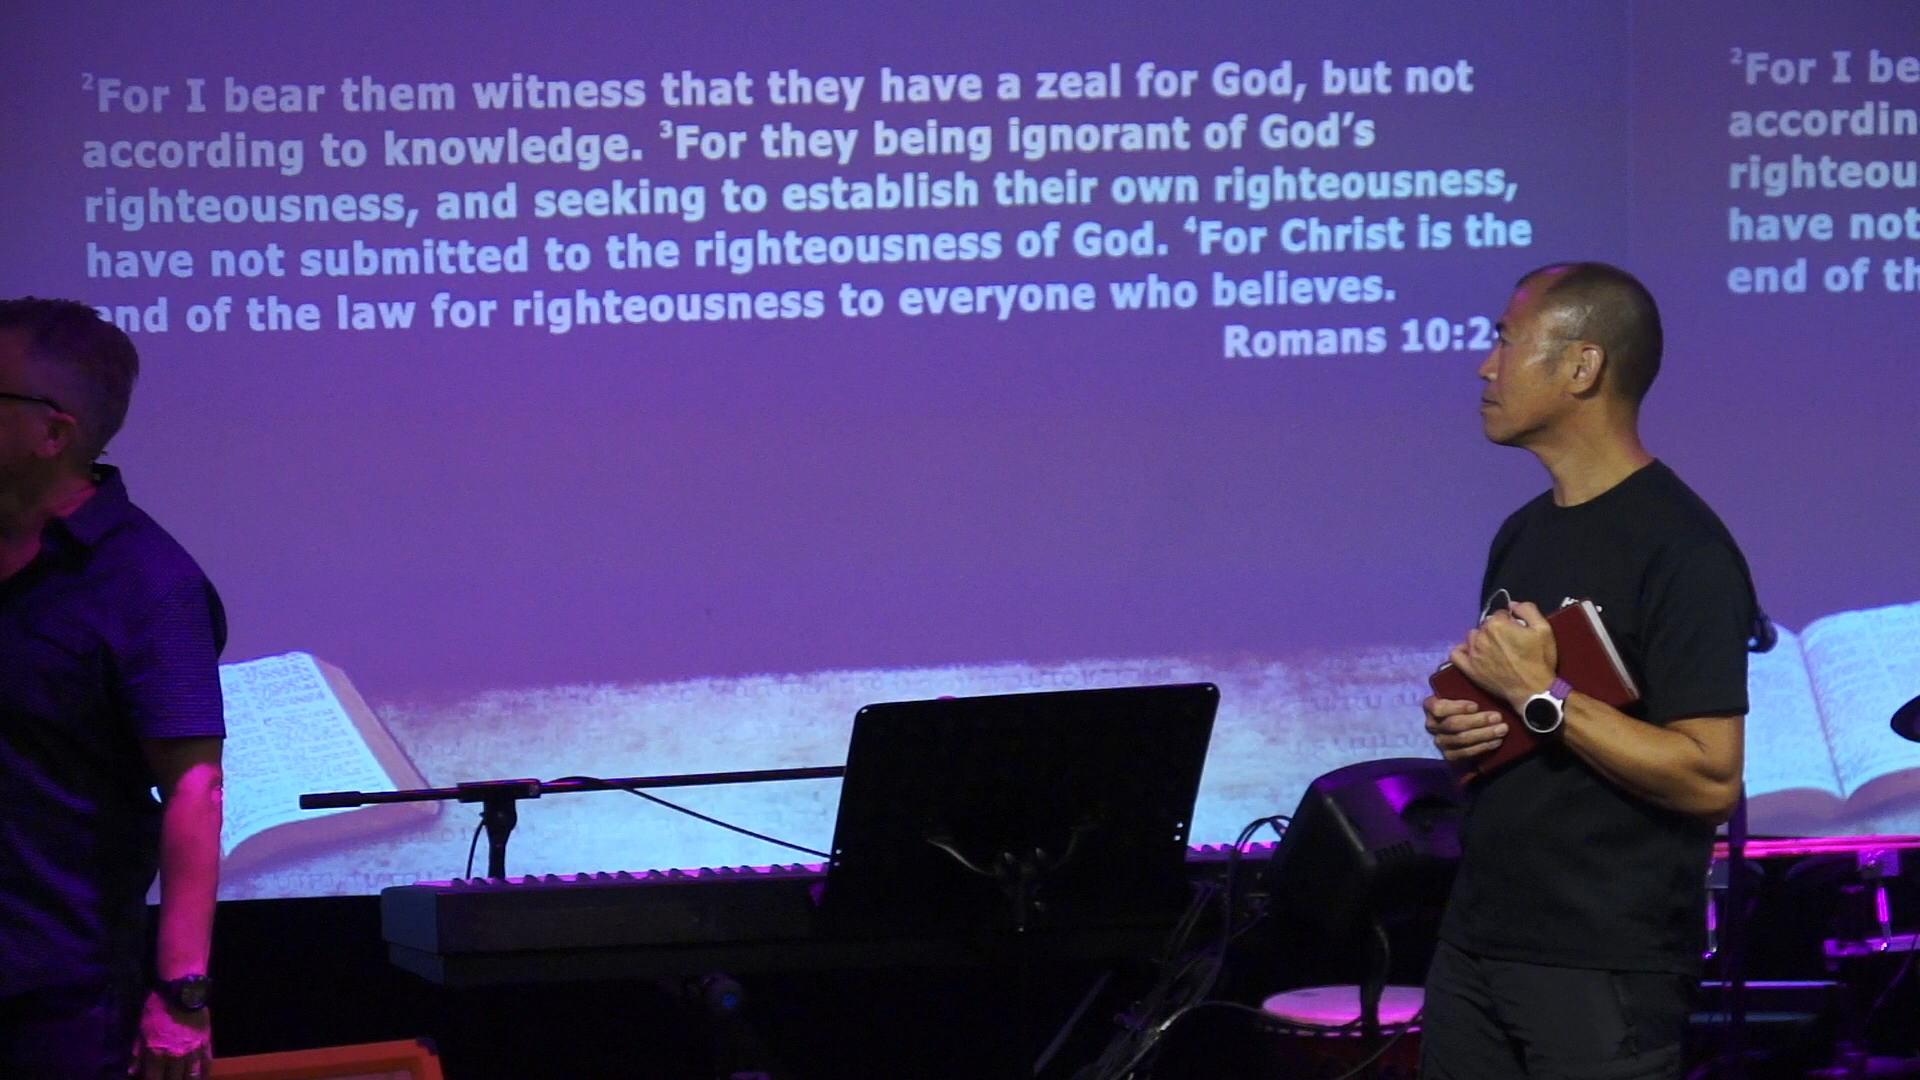 ²For I bear them witness that they have a zeal for God, but not
according to knowledge. ³For they being ignorant of God’s
righteousness, and seeking to establish their own righteousness,
have not submitted to the righteousness of God. ⁴For Christ is the
end of the law for righteousness to everyone who believes.
Romans 10:2-
²For I be
accordin
righteou
have not
end of th